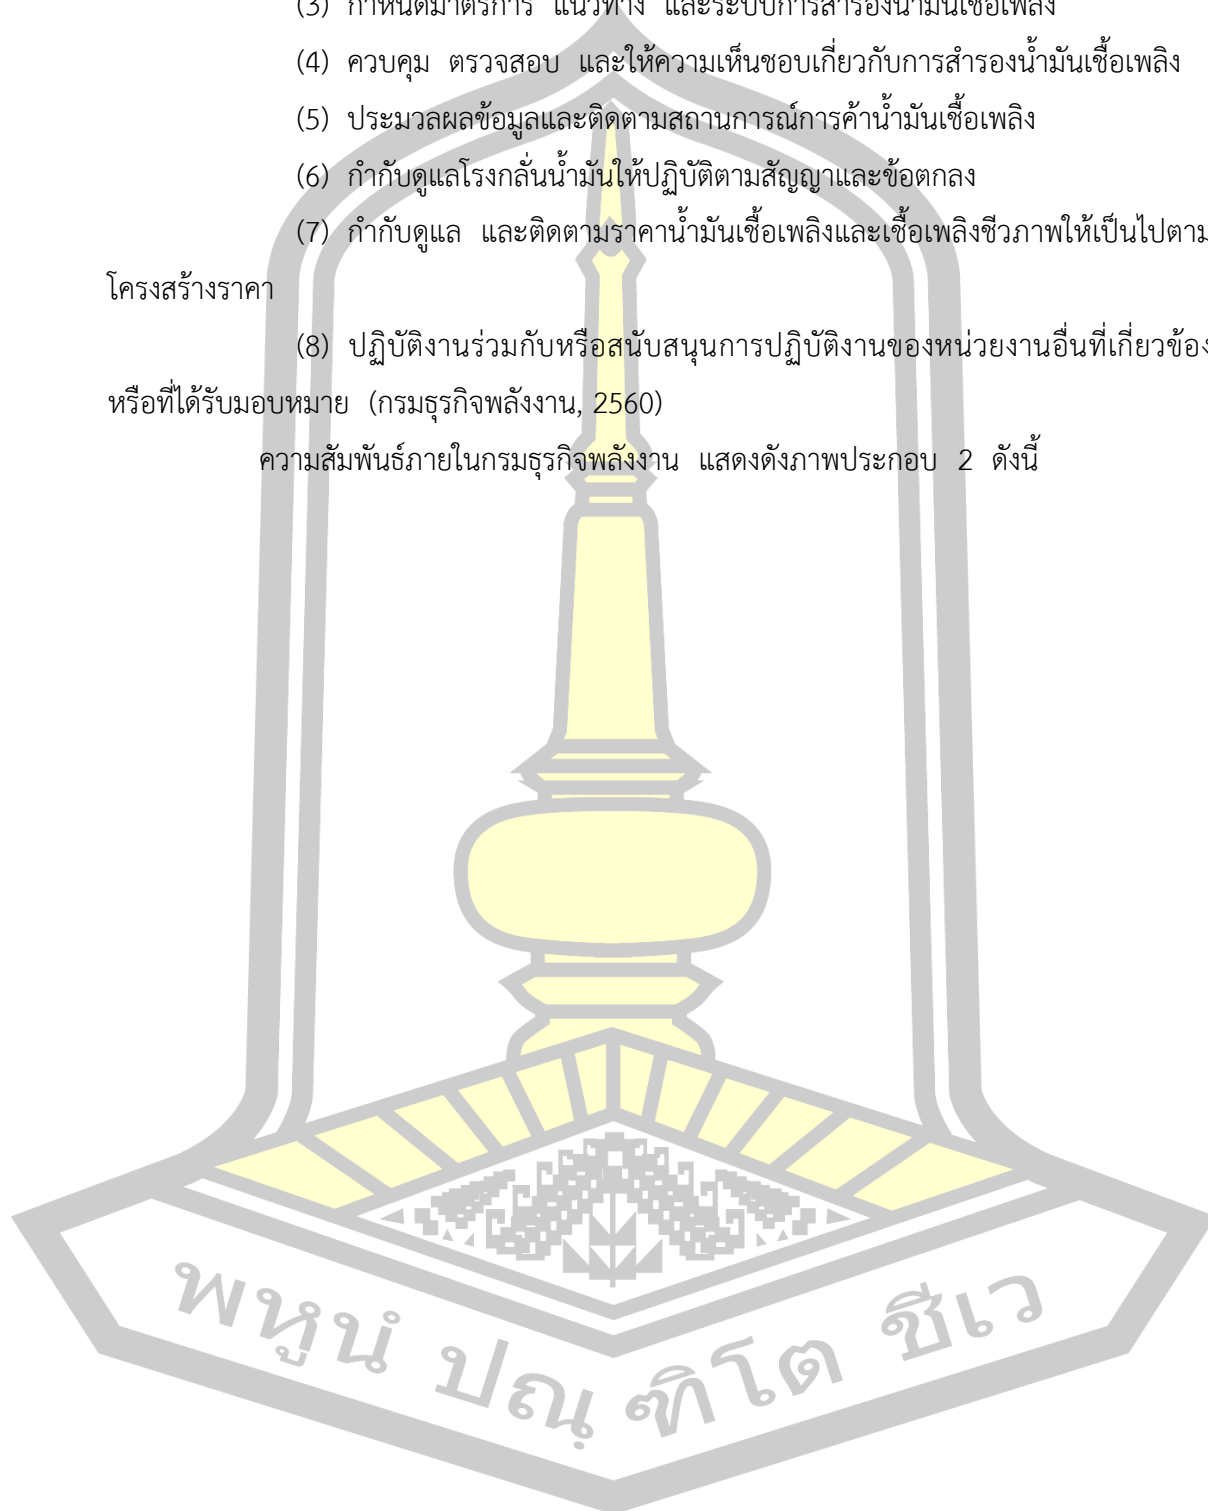 (3) กำหนดมาตรการ แนวทาง และระบบการสำรองน้ำมันเชื้อเพลิง
(4) ควบคุม ตรวจสอบ และให้ความเห็นชอบเกี่ยวกับการสำรองน้ำมันเชื้อเพลิง
(5) ประมวลผลข้อมูลและติดตามสถานการณ์การค้าน้ำมันเชื้อเพลิง
(6) กำกับดูแลโรงกลั่นน้ำมันให้ปฏิบัติตามสัญญาและข้อตกลง
(7) กำกับดูแล และติดตามราคาน้ำมันเชื้อเพลิงและเชื้อเพลิงชีวภาพให้เป็นไปตาม
โครงสร้างราคา
(8) ปฏิบัติงานร่วมกับหรือสนับสนุนการปฏิบัติงานของหน่วยงานอื่นที่เกี่ยวข้อง
หรือที่ได้รับมอบหมาย (กรมธุรกิจพลังงาน, 2560)
ความสัมพันธ์ภายในกรมธุรกิจพลังงาน แสดงดังภาพประกอบ 2 ดังนี้
พหูนํ ปณฺ ฑิโต ชีเว